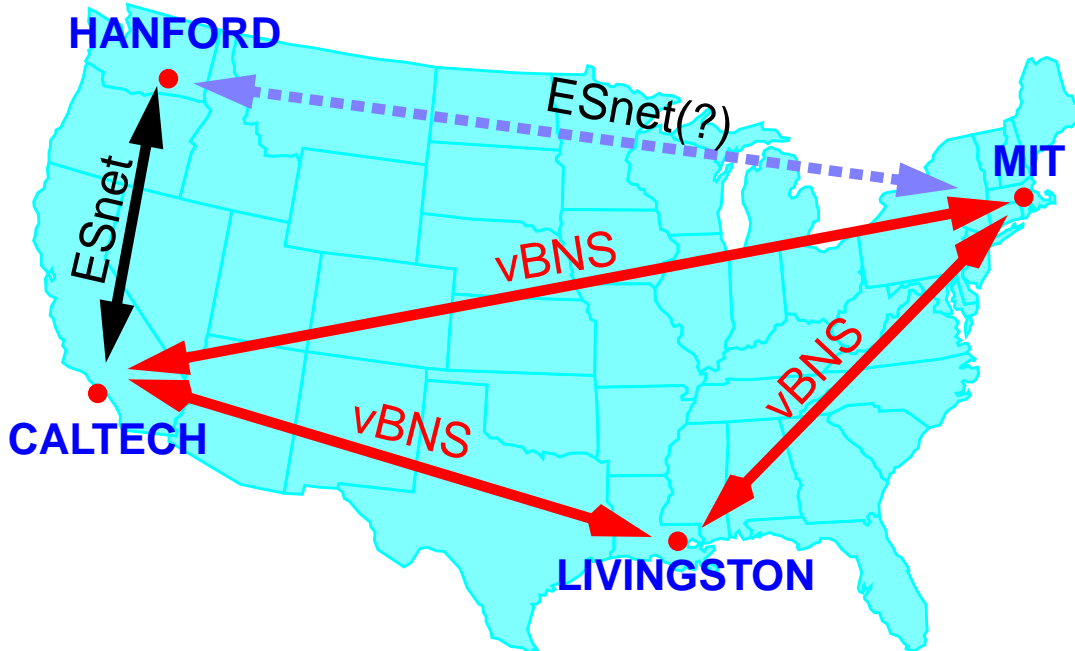 HANFORD
ESnet(?)
MIT
ESnet
vBNS
vBNS
vBNS
CALTECH
LIVINGSTON